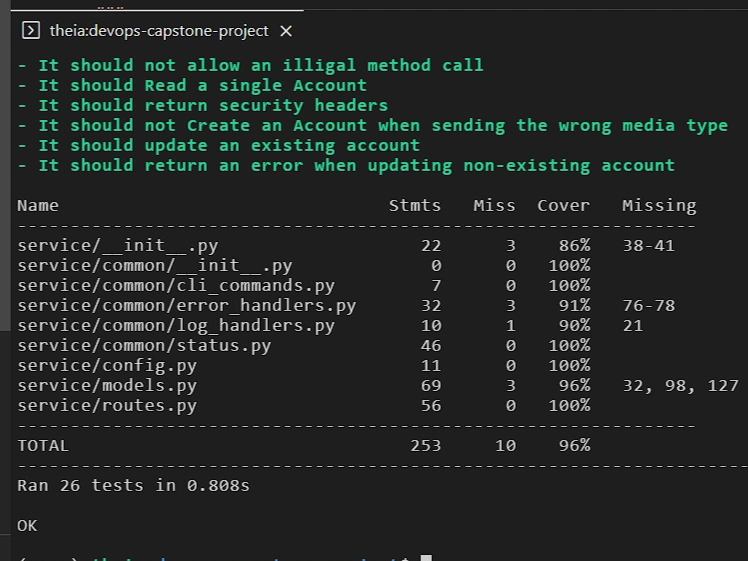 theia:devops-capstone-project
- It should not allow an illigal method call
- It should Read a single Account
- It should return security headers
- It should not Create an Account when sending the wrong media type
- It should update an existing account
- It should return an error when updating non-existing account
Name Stmts Miss Cover Missing
---------------------------------------------------------------
service/__init__.py 22 3 86% 38-41
service/common/__init__.py 0 0 100%
service/common/cli_commands.py 7 0 100%
service/common/error_handlers.py 32 3 91% 76-78
service/common/log_handlers.py 10 1 90% 21
service/common/status.py 46 0 100%
service/config.py 11 0 100%
service/models.py 69 3 96% 32, 98, 127
service/routes.py 56 0 100%
---------------------------------------------------------------
TOTAL 253 10 96%
----------------------------------------------------------------------
Ran 26 tests in 0.808s
OK